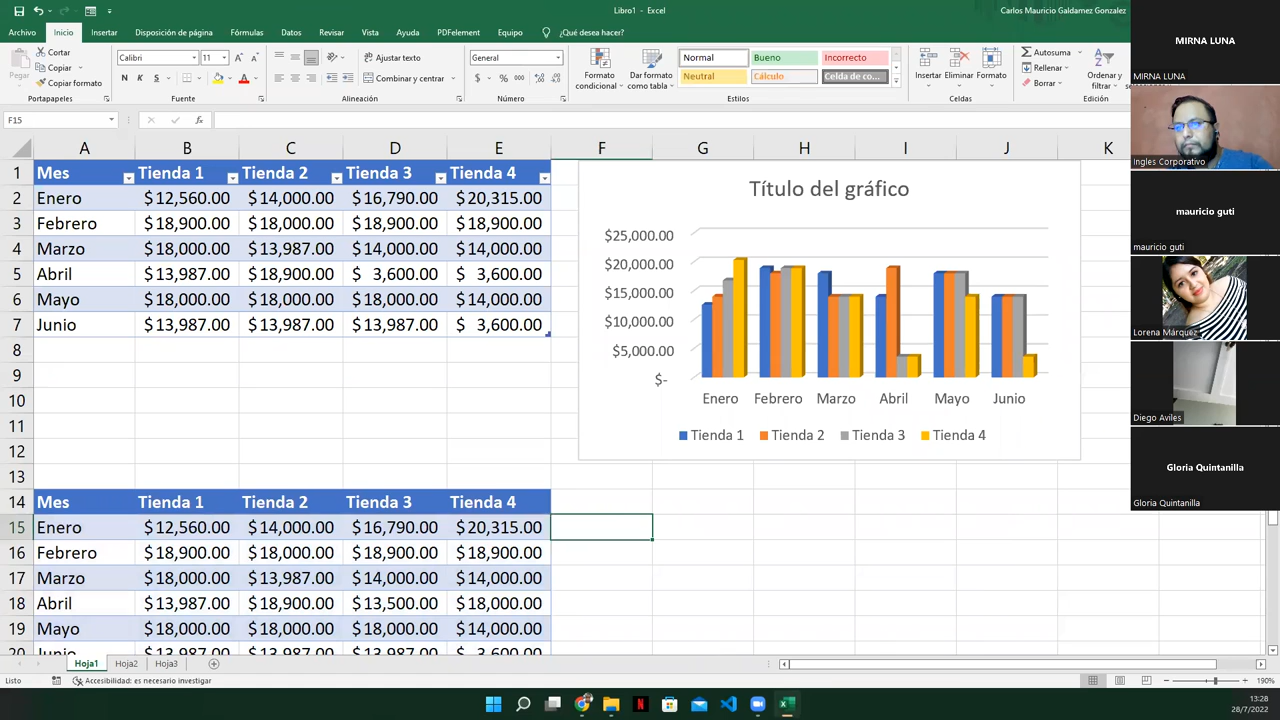 Libro1 - Excel
Carlos Mauricio Galdamez Gonzalez
Archivo Inicio Insertar Disposición de página Fórmulas Datos Revisar Vista Ayuda PDFelement Equipo ¿Qué desea hacer?
Pegar
Cortar
Copiar
Copiar formato
Portapapeles
Calibri 11
N K S
Fuente
Ajustar texto
Combinar y centrar
Alineación
General
$ % 000
Número
Formato condicional
Dar formato como tabla
Normal Bueno Incorrecto
Neutral Cálculo Celda de co...
Estilos
Insertar Eliminar Formato
Celdas
Autosuma
Rellenar
Borrar
Ordenar y filtrar
Edición
F15
fx
A B C D E F G H I J K
1 Mes Tienda 1 Tienda 2 Tienda 3 Tienda 4
2 Enero $12,560.00 $14,000.00 $16,790.00 $20,315.00
3 Febrero $18,900.00 $18,000.00 $18,900.00 $18,900.00
4 Marzo $18,000.00 $13,987.00 $14,000.00 $14,000.00
5 Abril $13,987.00 $18,900.00 $ 3,600.00 $ 3,600.00
6 Mayo $18,000.00 $18,000.00 $18,000.00 $14,000.00
7 Junio $13,987.00 $13,987.00 $13,987.00 $ 3,600.00
8
9
10
11
12
13
14 Mes Tienda 1 Tienda 2 Tienda 3 Tienda 4
15 Enero $12,560.00 $14,000.00 $16,790.00 $20,315.00
16 Febrero $18,900.00 $18,000.00 $18,900.00 $18,900.00
17 Marzo $18,000.00 $13,987.00 $14,000.00 $14,000.00
18 Abril $13,987.00 $18,900.00 $13,500.00 $18,000.00
19 Mayo $18,000.00 $18,000.00 $18,000.00 $14,000.00
20 Junio $13,987.00 $13,987.00 $13,987.00 $ 3,600.00
Título del gráfico
$25,000.00
$20,000.00
$15,000.00
$10,000.00
$5,000.00
$-
Enero Febrero Marzo Abril Mayo Junio
Tienda 1 Tienda 2 Tienda 3 Tienda 4
MIRNA LUNA
MIRNA LUNA
Ingles Corporativo
mauricio guti
mauricio guti
Lorena Márquez
Diego Aviles
Gloria Quintanilla
Gloria Quintanilla
Hoja1 Hoja2 Hoja3
Listo
Accesibilidad: es necesario investigar
190%
13:28
28/7/2022